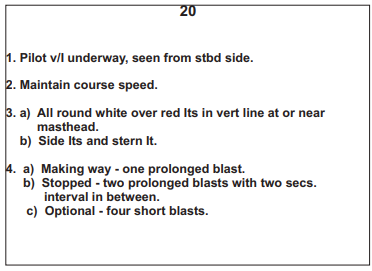 20
1. Pilot v/l underway, seen from stbd side.
2. Maintain course speed.
3. a) All round white over red lts in vert line at or near
masthead.
b) Side lts and stern lt.
4. a) Making way - one prolonged blast.
b) Stopped - two prolonged blasts with two secs.
interval in between.
c) Optional - four short blasts.